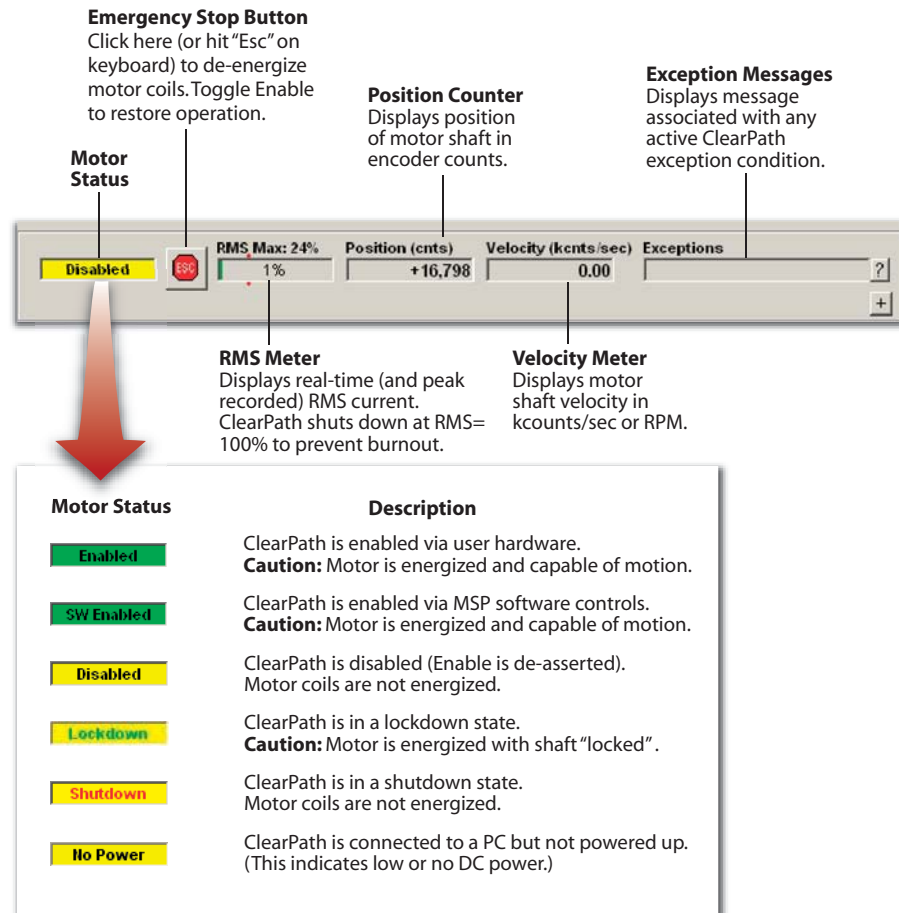 Emergency Stop Button
Click here (or hit “Esc” on
keyboard) to de-energize
motor coils. Toggle Enable
to restore operation.
Motor
Status
Position Counter
Displays position
of motor shaft in
encoder counts.
Exception Messages
Displays message
associated with any
active ClearPath
exception condition.
RMS Max: 24% Position (cnts) Velocity (kcnts/sec) Exceptions
Disabled ESC 1% +16,798 0.00 ?
+
RMS Meter
Displays real-time (and peak
recorded) RMS current.
ClearPath shuts down at RMS=
100% to prevent burnout.
Velocity Meter
Displays motor
shaft velocity in
kcounts/sec or RPM.
Motor Status Description
Enabled
ClearPath is enabled via user hardware.
Caution: Motor is energized and capable of motion.
SW Enabled
ClearPath is enabled via MSP software controls.
Caution: Motor is energized and capable of motion.
Disabled
ClearPath is disabled (Enable is de-asserted).
Motor coils are not energized.
Lockdown
ClearPath is in a lockdown state.
Caution: Motor is energized with shaft “locked”.
Shutdown
ClearPath is in a shutdown state.
Motor coils are not energized.
No Power
ClearPath is connected to a PC but not powered up.
(This indicates low or no DC power.)